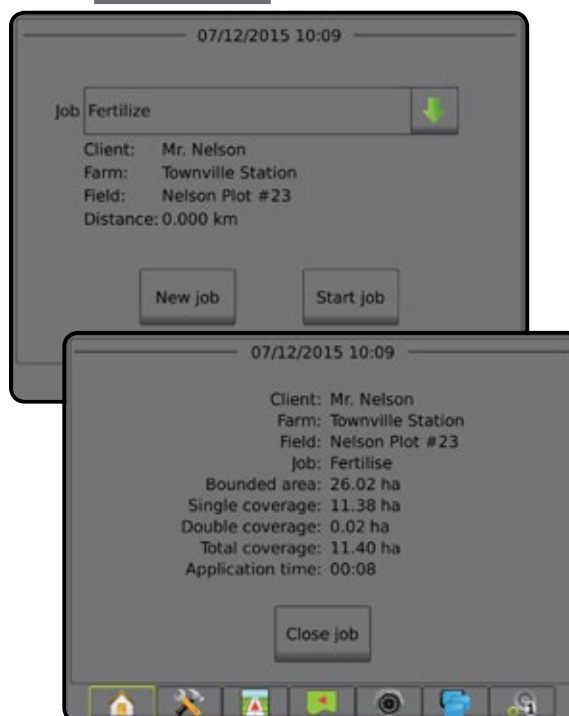 07/12/2015 10:09
Job Fertilize
Client: Mr. Nelson
Farm: Townville Station
Field: Nelson Plot #23
Distance: 0.000 km
New job Start job
07/12/2015 10:09
Client: Mr. Nelson
Farm: Townville Station
Field: Nelson Plot #23
Job: Fertilise
Bounded area: 26.02 ha
Single coverage: 11.38 ha
Double coverage: 0.02 ha
Total coverage: 11.40 ha
Application time: 00:08
Close job